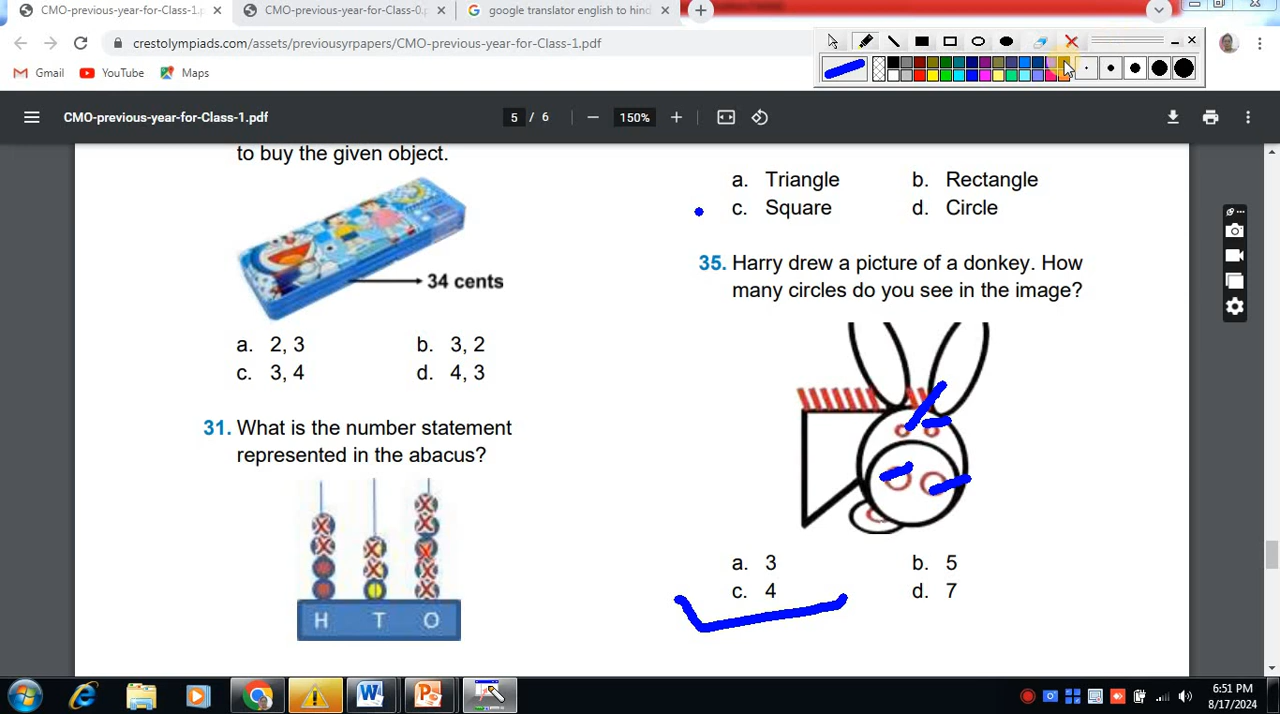 CMO-previous-year-for-Class-1.p
CMO-previous-year-for-Class-0.
google translator english to hind
crestolympiads.com/assets/previousyrpapers/CMO-previous-year-for-Class-1.pdf
Gmail
YouTube
Maps
CMO-previous-year-for-Class-1.pdf
5 / 6
150%
to buy the given object.
34 cents
a. 2, 3
b. 3, 2
c. 3, 4
d. 4, 3
31. What is the number statement
represented in the abacus?
H T O
a. Triangle
b. Rectangle
c. Square
d. Circle
35. Harry drew a picture of a donkey. How
many circles do you see in the image?
a. 3
b. 5
c. 4
d. 7
6:51 PM
8/17/2024